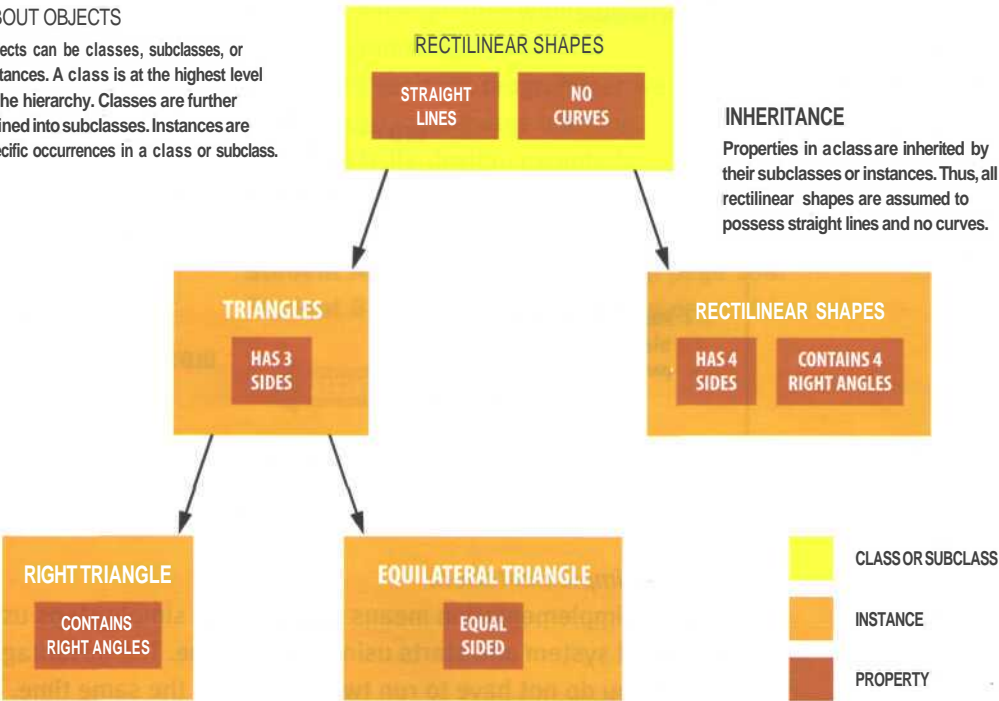 BOUT OBJECTS
ects can be classes, subclasses, or
tances. A class is at the highest level
he hierarchy. Classes are further
ined into subclasses. Instances are
ecific occurrences in a class or subclass.
RECTILINEAR SHAPES
STRAIGHT
LINES
NO
CURVES
INHERITANCE
Properties in a class are inherited by
their subclasses or instances. Thus, all
rectilinear shapes are assumed to
possess straight lines and no curves.
TRIANGLES
HAS 3
SIDES
RECTILINEAR SHAPES
HAS 4
SIDES
CONTAINS 4
RIGHT ANGLES
RIGHT TRIANGLE
CONTAINS
RIGHT ANGLES
EQUILATERAL TRIANGLE
EQUAL
SIDED
CLASS OR SUBCLASS
INSTANCE
PROPERTY